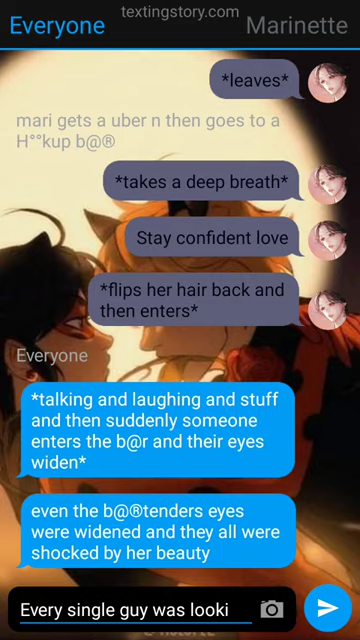 textingstory.com
Everyone Marinette
*leaves*
mari gets a uber n then goes to a
H°°kup b@®
*takes a deep breath*
Stay confident love
*flips her hair back and
then enters*
Everyone
*talking and laughing and stuff
and then suddenly someone
enters the b@r and their eyes
widen*
even the b@®tenders eyes
were widened and they all were
shocked by her beauty
Every single guy was looki